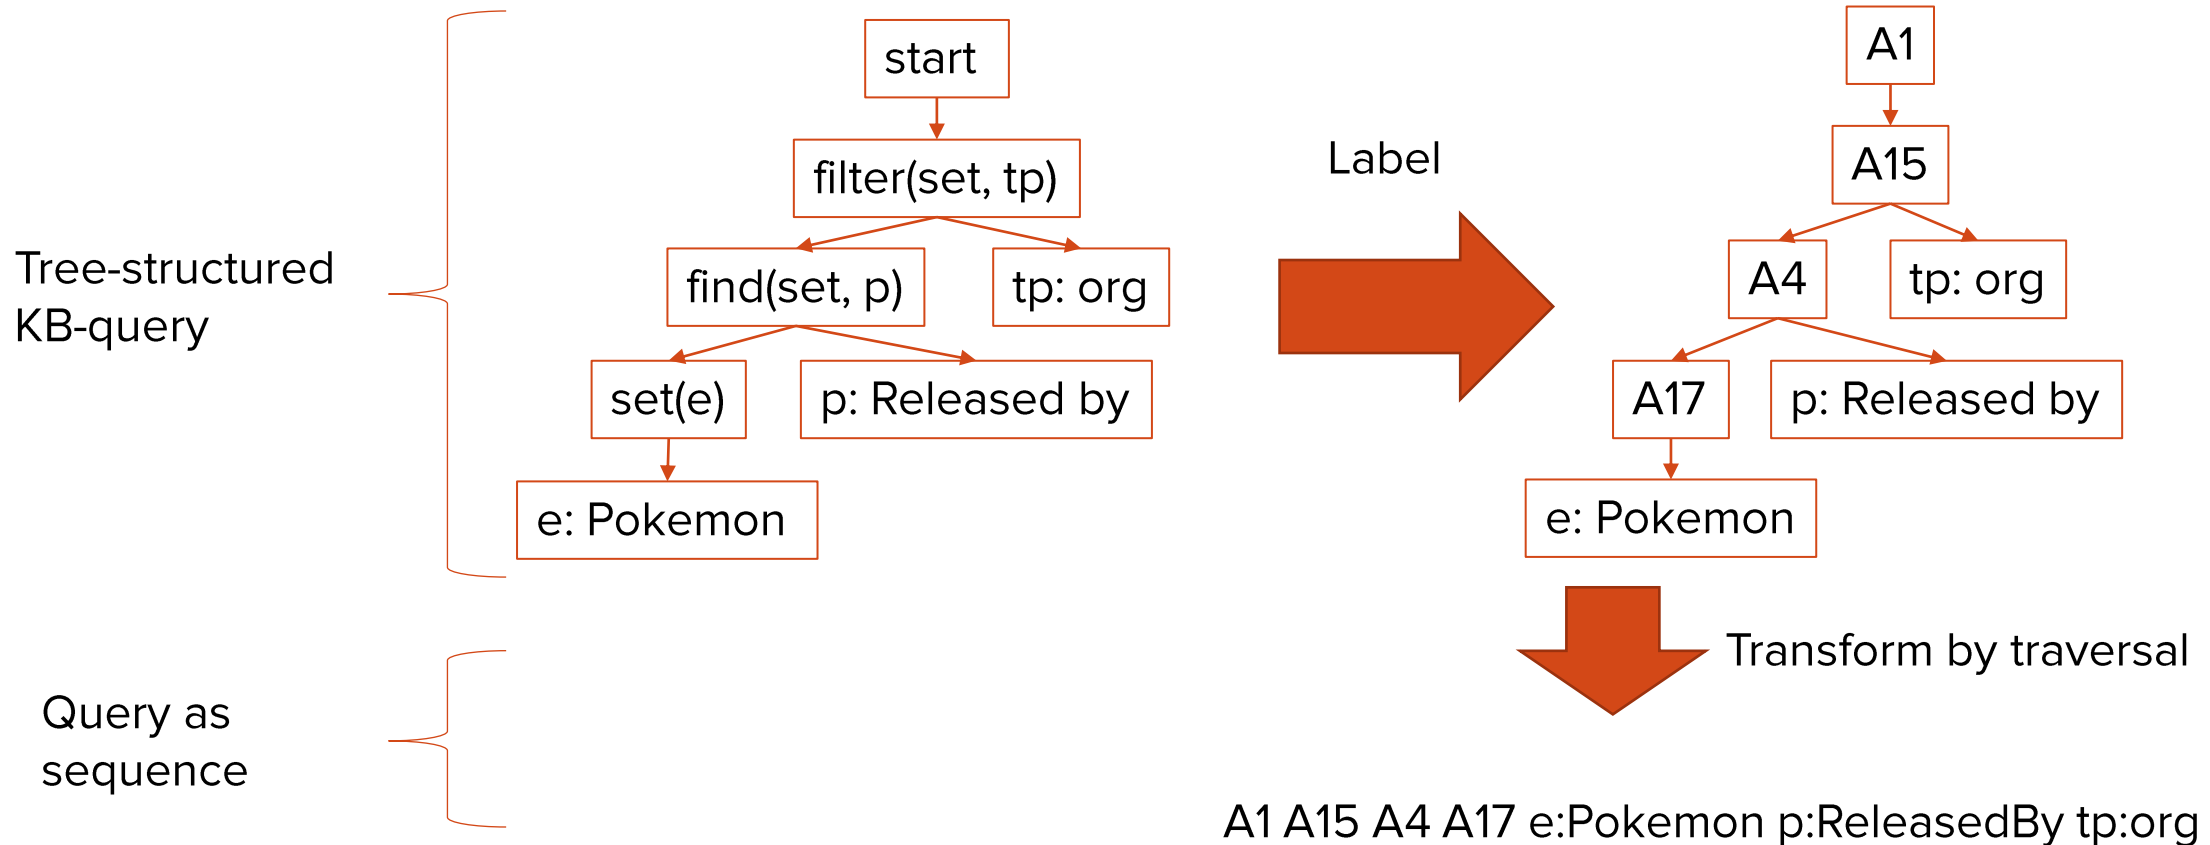 Tree-structured
KB-query
start
filter(set, tp)
find(set, p)
tp: org
set(e)
p: Released by
e: Pokemon
Label
A1
A15
A4
tp: org
A17
p: Released by
e: Pokemon
Transform by traversal
Query as
sequence
A1 A15 A4 A17 e:Pokemon p:ReleasedBy tp:org